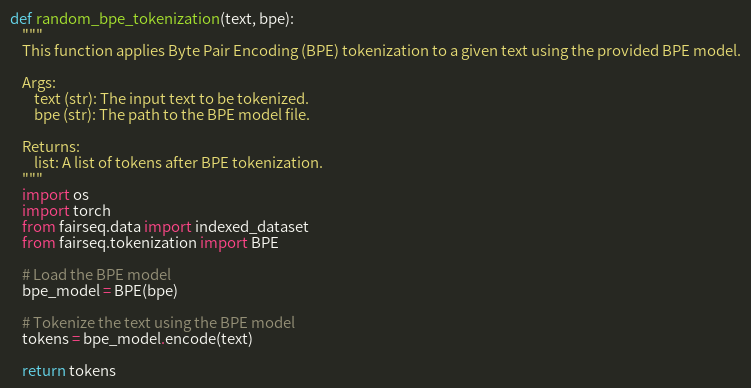 def random_bpe_tokenization(text, bpe):
    """
    This function applies Byte Pair Encoding (BPE) tokenization to a given text using the provided BPE model.

    Args:
        text (str): The input text to be tokenized.
        bpe (str): The path to the BPE model file.

    Returns:
        list: A list of tokens after BPE tokenization.
    """
    import os
    import torch
    from fairseq.data import indexed_dataset
    from fairseq.tokenization import BPE

    # Load the BPE model
    bpe_model = BPE(bpe)

    # Tokenize the text using the BPE model
    tokens = bpe_model.encode(text)

    return tokens